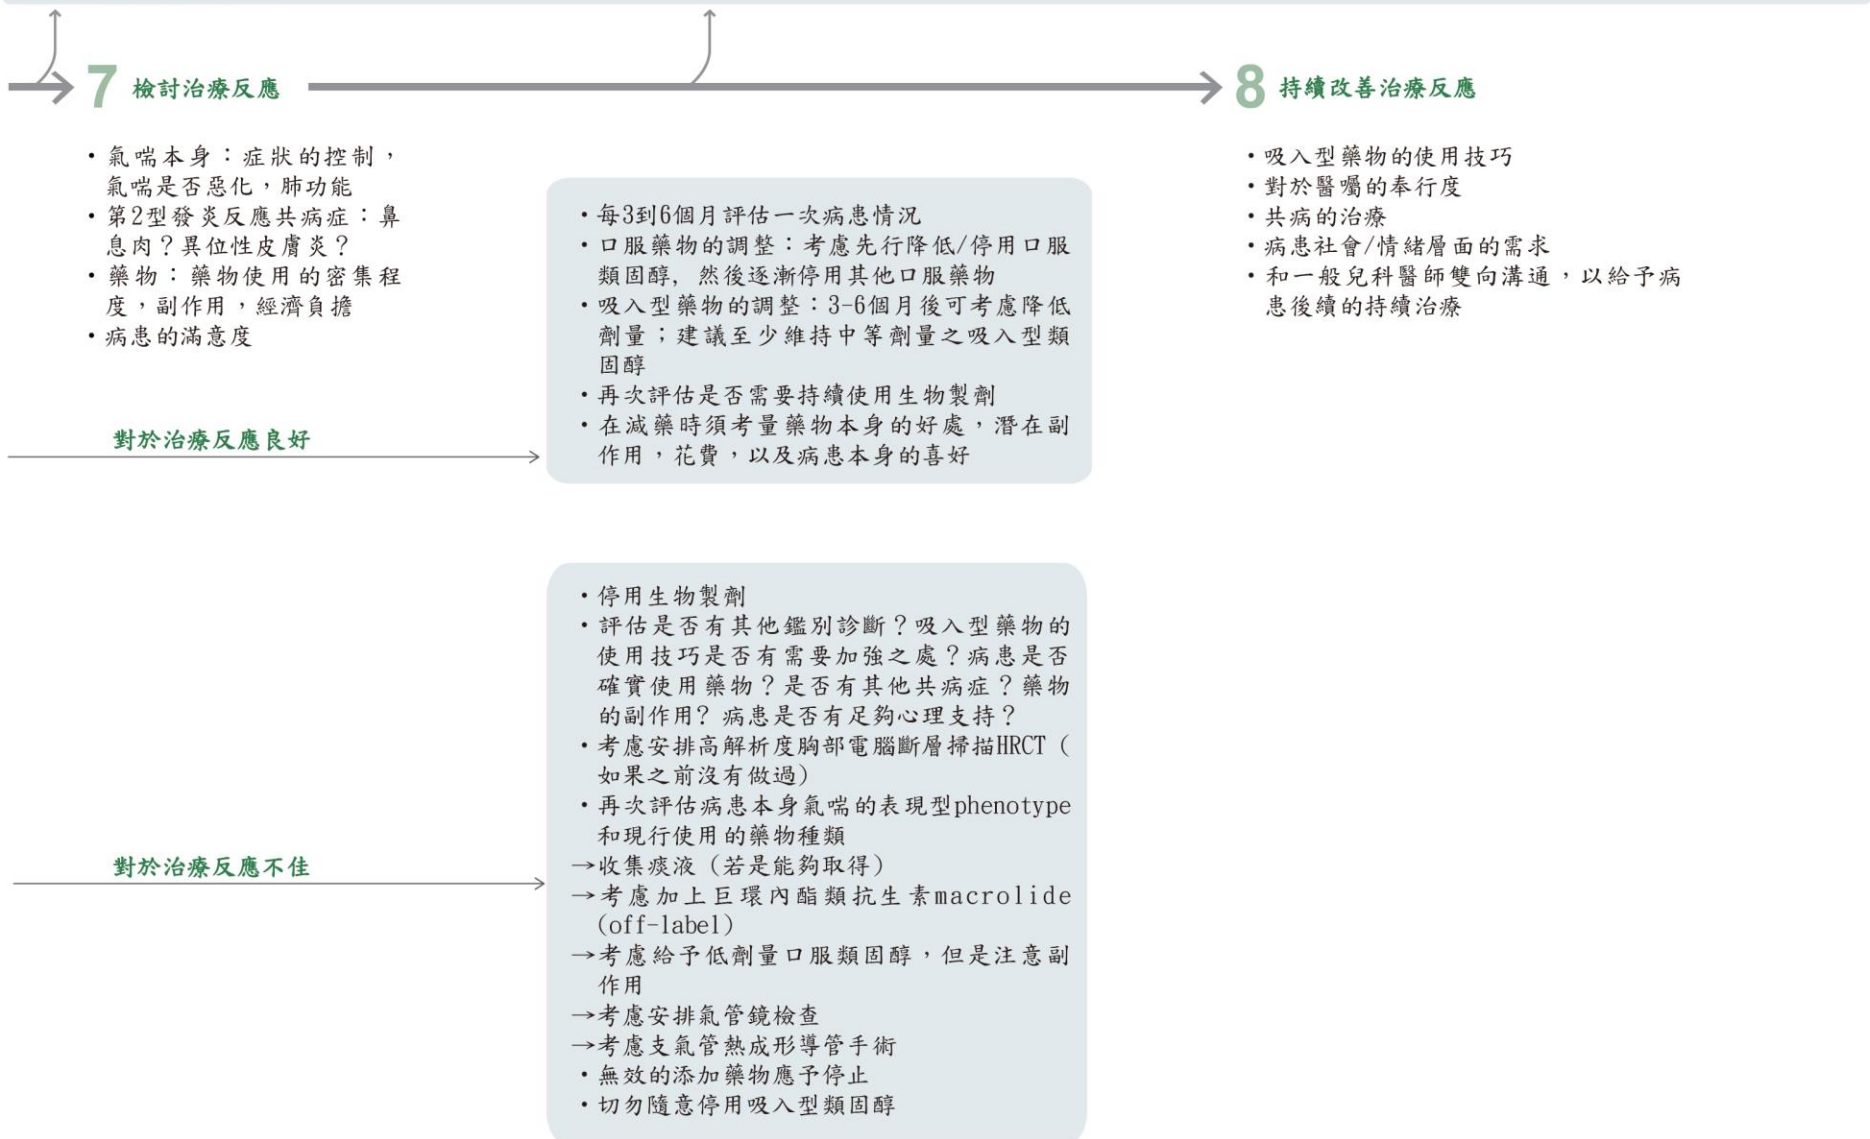 7 檢討治療反應
・氣喘本身：症狀的控制，
氣喘是否惡化，肺功能
・第2型發炎反應共病症：鼻
息肉？異位性皮膚炎？
・藥物：藥物使用的密集程
度，副作用，經濟負擔
・病患的滿意度
對於治療反應良好
・每3到6個月評估一次病患情況
・口服藥物的調整：考慮先行降低/停用口服
類固醇, 然後逐漸停用其他口服藥物
・吸入型藥物的調整：3-6個月後可考慮降低
劑量；建議至少維持中等劑量之吸入型類
固醇
・再次評估是否需要持續使用生物製劑
・在減藥時須考量藥物本身的好處，潛在副
作用，花費，以及病患本身的喜好
對於治療反應不佳
・停用生物製劑
・評估是否有其他鑑別診斷？吸入型藥物的
使用技巧是否有需要加強之處？病患是否
確實使用藥物？是否有其他共病症？藥物
的副作用? 病患是否有足夠心理支持？
・考慮安排高解析度胸部電腦斷層掃描HRCT（
如果之前沒有做過）
・再次評估病患本身氣喘的表現型phenotype
和現行使用的藥物種類
→收集痰液（若是能夠取得）
→考慮加上巨環內酯類抗生素macrolide
(off-label)
→考慮給予低劑量口服類固醇，但是注意副
作用
→考慮安排氣管鏡檢查
→考慮支氣管熱成形導管手術
・無效的添加藥物應予停止
・切勿隨意停用吸入型類固醇
8 持續改善治療反應
・吸入型藥物的使用技巧
・對於醫囑的奉行度
・共病的治療
・病患社會/情緒層面的需求
・和一般兒科醫師雙向溝通，以給予病
患後續的持續治療